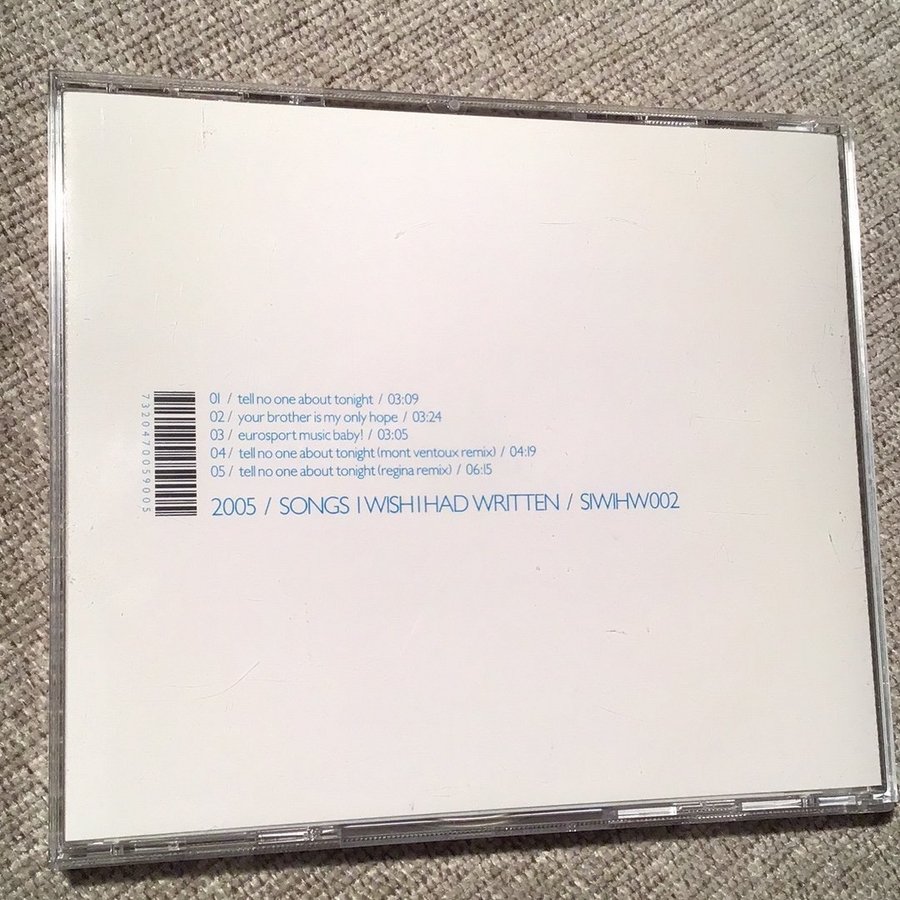 01 / tell no one about tonight / 03:09
02 / your brother is my only hope / 03:24
03 / eurosport music baby! / 03:05
04 / tell no one about tonight (mont ventoux remix) / 04:19
05 / tell no one about tonight (regina remix) / 06:15
2005 / SONGS I WISH I HAD WRITTEN / SIWIHW002
7320470059005